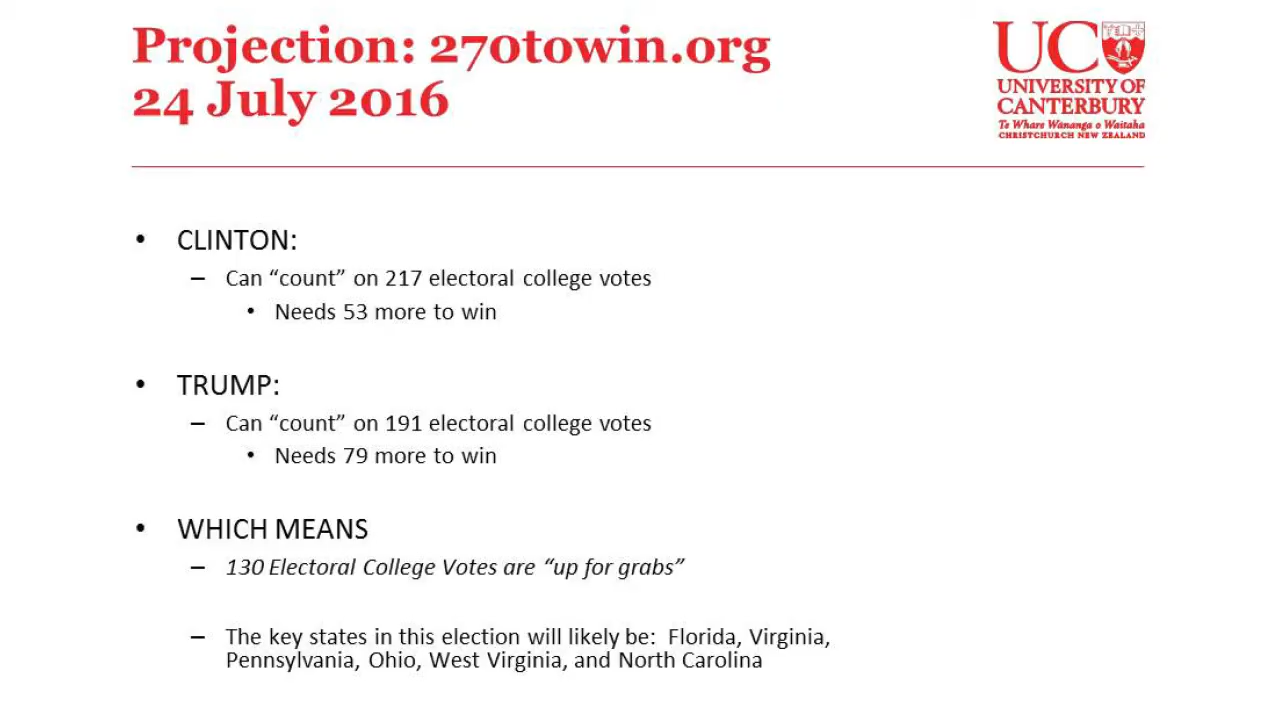 Projection: 270towin.org
24 July 2016
UC
UNIVERSITY OF
CANTERBURY
Te Whare Wānanga o Waitaha
CHRISTCHURCH NEW ZEALAND
• CLINTON:
– Can “count” on 217 electoral college votes
• Needs 53 more to win
• TRUMP:
– Can “count” on 191 electoral college votes
• Needs 79 more to win
• WHICH MEANS
– 130 Electoral College Votes are “up for grabs”
– The key states in this election will likely be:  Florida, Virginia,
Pennsylvania, Ohio, West Virginia, and North Carolina